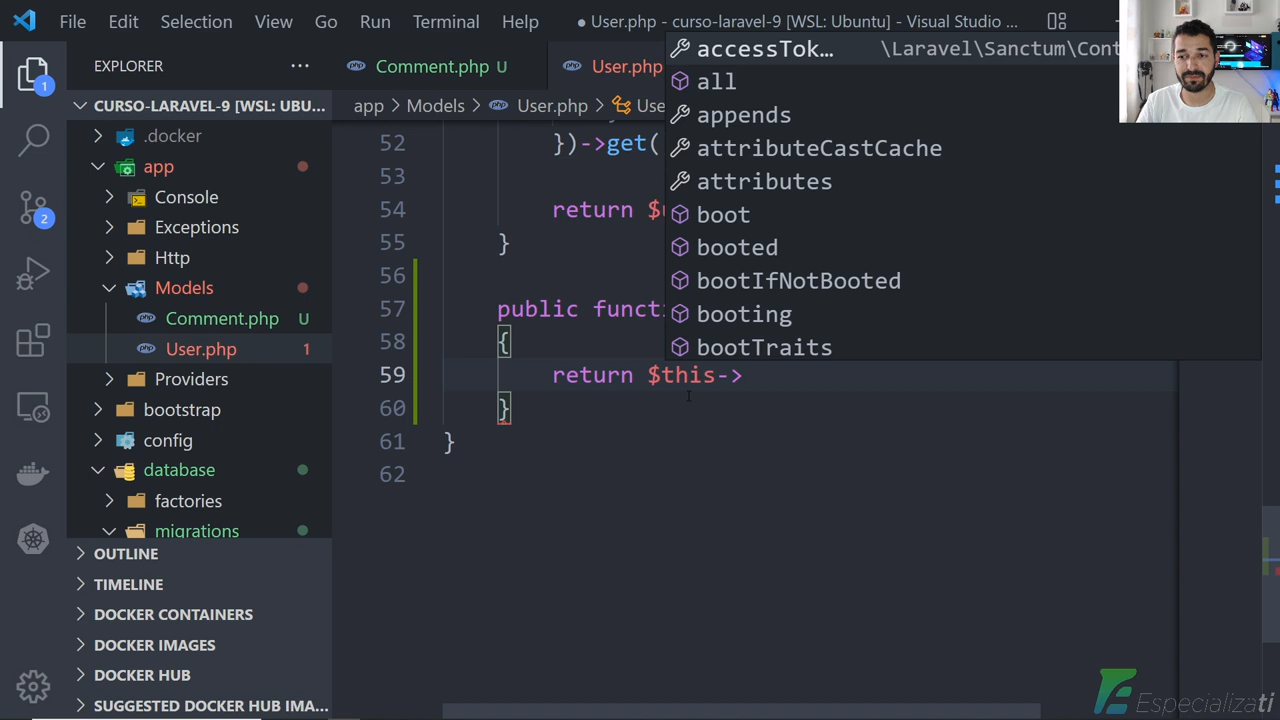 File Edit Selection View Go Run Terminal Help ● User.php - curso-laravel-9 [WSL: Ubuntu] - Visual Studio ...
EXPLORER ...
CURSO-LARAVEL-9 [WSL: UBU...
.docker
app
Console
Exceptions
Http
Models
Comment.php U
User.php 1
Providers
bootstrap
config
database
factories
migrations
OUTLINE
TIMELINE
DOCKER CONTAINERS
DOCKER IMAGES
DOCKER HUB
SUGGESTED DOCKER HUB IMA...
1
2
Comment.php U User.php
app > Models > User.php > Use
52 })->get(
53
54 return $u
55 }
56
57 public functi
58 {
59 return $this->
60 }
61 }
62
accessTok... \Laravel\Sanctum\Cont
all
appends
attributeCastCache
attributes
boot
booted
bootIfNotBooted
booting
bootTraits
Especializati